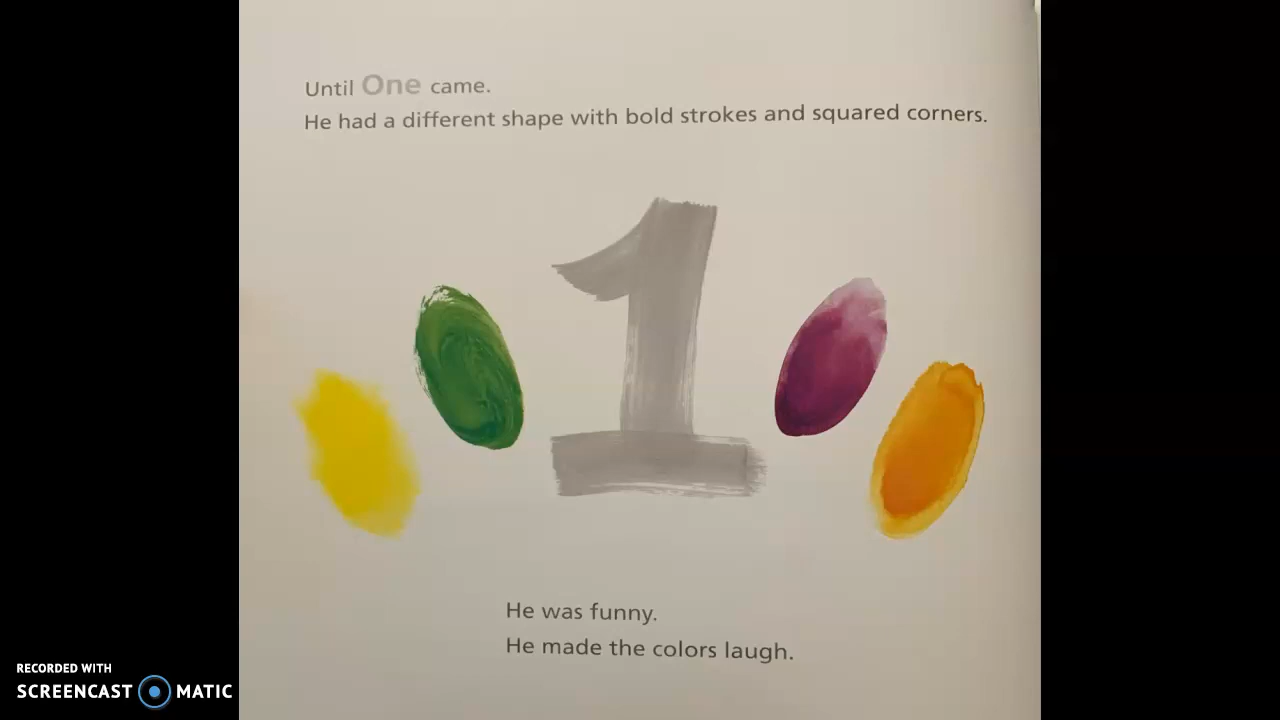 Until One came.
He had a different shape with bold strokes and squared corners.
1
He was funny.
He made the colors laugh.
RECORDED WITH
SCREENCAST MATIC